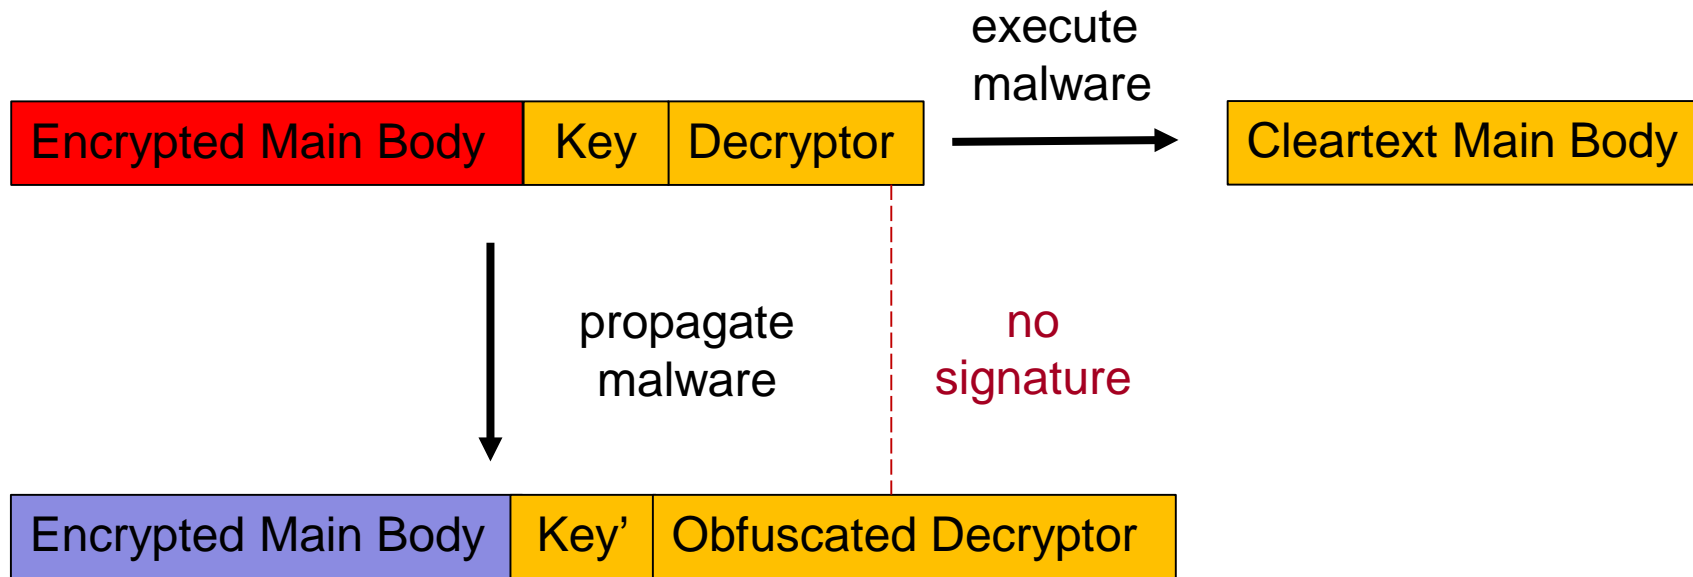 execute
malware
Encrypted Main Body Key Decryptor Cleartext Main Body
propagate
malware
no
signature
Encrypted Main Body Key’ Obfuscated Decryptor